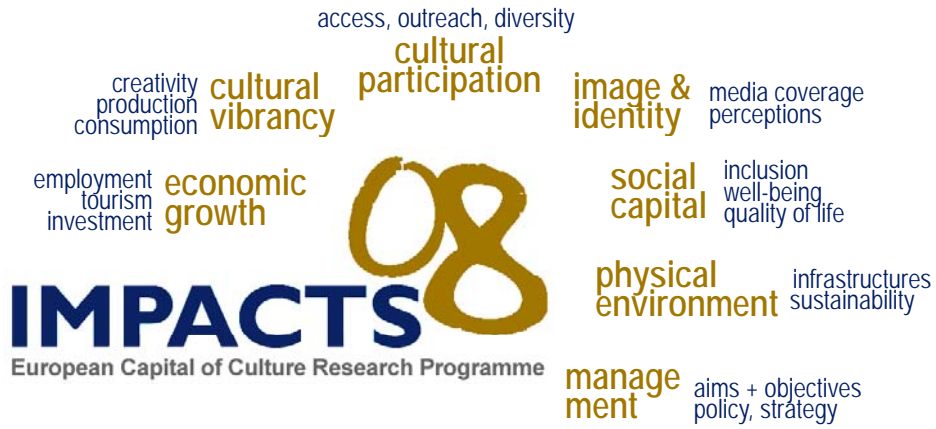 access, outreach, diversity
cultural
participation
creativity
production
consumption
cultural
vibrancy
image &
identity
media coverage
perceptions
employment
tourism
investment
economic
growth
social
capital
inclusion
well-being
quality of life
08
IMPACTS
European Capital of Culture Research Programme
physical
environment
infrastructures
sustainability
manage
ment
aims + objectives
policy, strategy